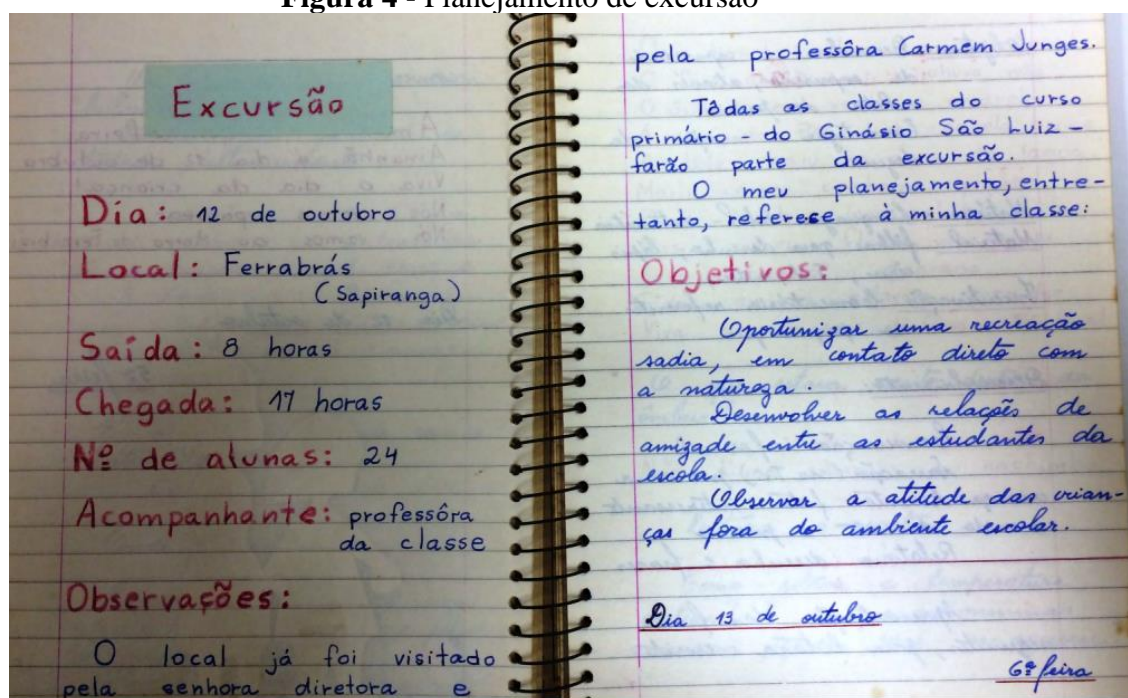 Figura 4 - Planejamento de excursão
Excursão
Dia: 12 de outubro
Local: Ferrabrás
(Sapiranga)
Saída: 8 horas
Chegada: 17 horas
Nº de alunas: 24
Acompanhante: professôra
da classe
Observações:
O local já foi visitado
pela senhora diretora e
pela professôra Carmem Junges.
Tôdas as classes do curso
primário - do Ginásio São Luiz -
farão parte da excursão.
O meu planejamento, entre-
tanto, referese à minha classe:
Objetivos:
Oportunizar uma recreação
sadia, em contato direto com
a natureza.
Desenvolver as relações de
amizade entre as estudantes da
escola.
Observar a atitude das crian-
ças fora do ambiente escolar.
Dia 13 de outubro
6ª feira